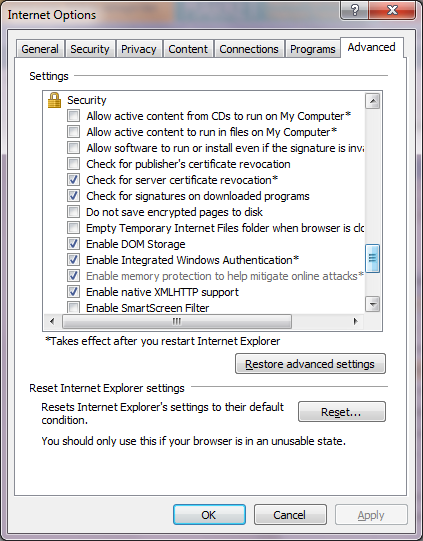 Internet Options
General Security Privacy Content Connections Programs Advanced
Settings
Security
Allow active content from CDs to run on My Computer*
Allow active content to run in files on My Computer*
Allow software to run or install even if the signature is inva
Check for publisher's certificate revocation
Check for server certificate revocation*
Check for signatures on downloaded programs
Do not save encrypted pages to disk
Empty Temporary Internet Files folder when browser is clo
Enable DOM Storage
Enable Integrated Windows Authentication*
Enable memory protection to help mitigate online attacks*
Enable native XMLHTTP support
Enable SmartScreen Filter
*Takes effect after you restart Internet Explorer
Restore advanced settings
Reset Internet Explorer settings
Resets Internet Explorer's settings to their default
condition.
Reset...
You should only use this if your browser is in an unusable state.
OK Cancel Apply